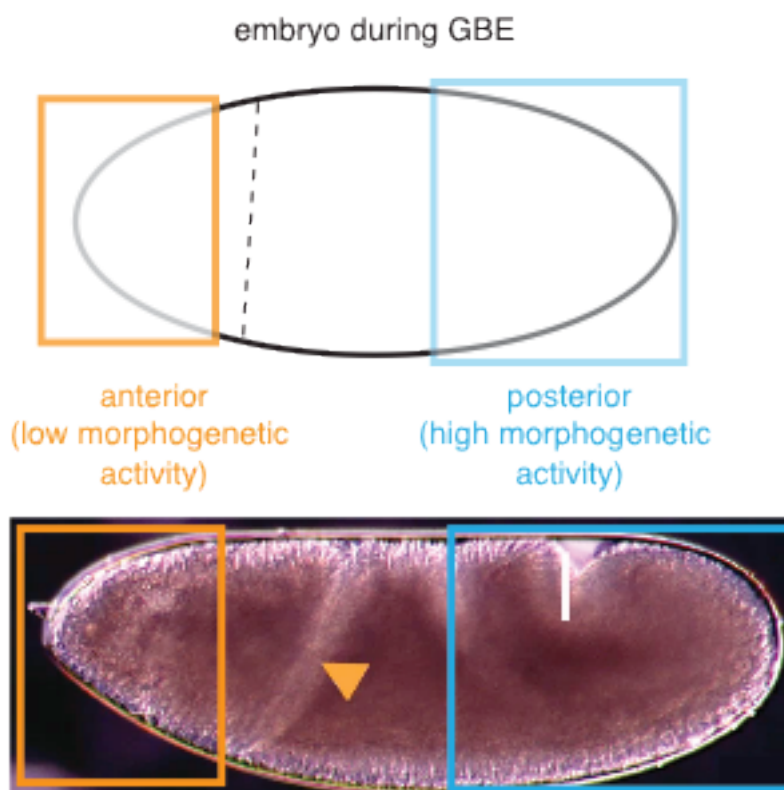 embryo during GBE
anterior
(low morphogenetic
activity)
posterior
(high morphogenetic
activity)